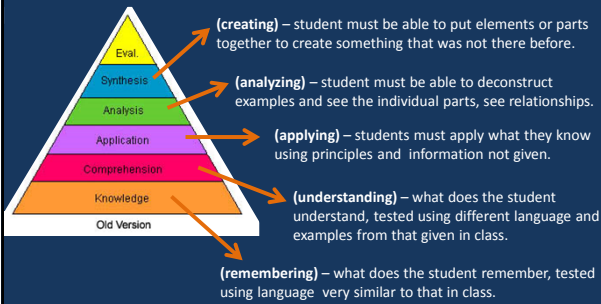 (creating) – student must be able to put elements or parts
together to create something that was not there before.
Eval.
Synthesis
(analyzing) – student must be able to deconstruct
examples and see the individual parts, see relationships.
Analysis
(applying) – students must apply what they know
using principles and information not given.
Application
Comprehension
(understanding) – what does the student
understand, tested using different language and
examples from that given in class.
Knowledge
Old Version
(remembering) – what does the student remember, tested
using language very similar to that in class.